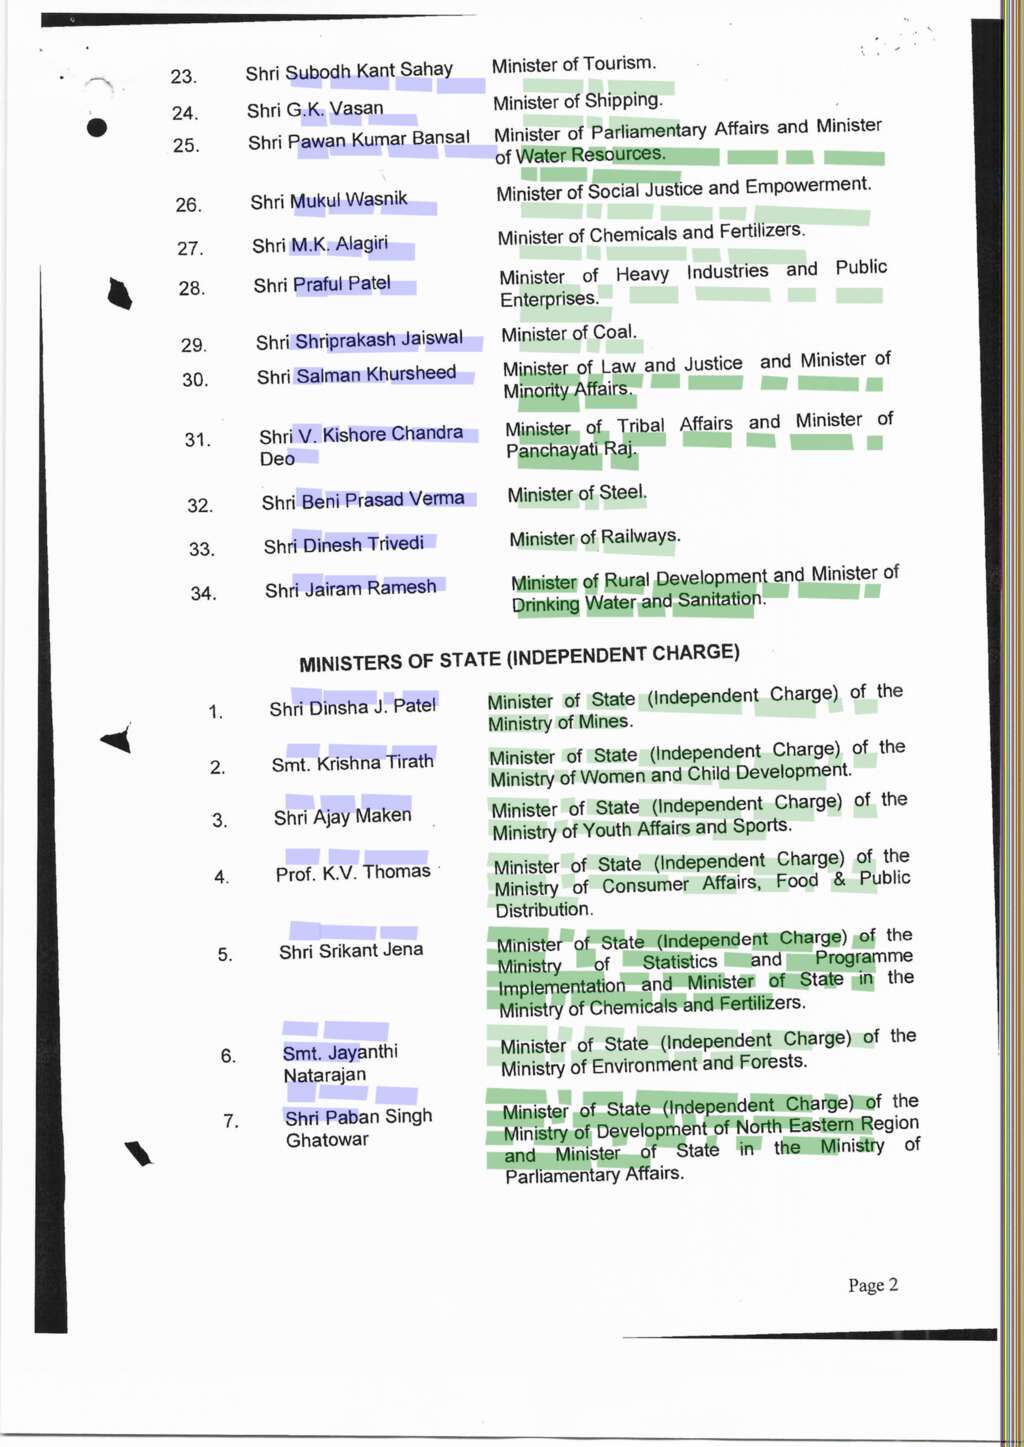 23. Shri Subodh Kant Sahay Minister of Tourism.
24. Shri G.K. Vasan Minister of Shipping.
25. Shri Pawan Kumar Bansal Minister of Parliamentary Affairs and Minister
of Water Resources.
26. Shri Mukul Wasnik Minister of Social Justice and Empowerment.
27. Shri M.K. Alagiri Minister of Chemicals and Fertilizers.
28. Shri Praful Patel Minister of Heavy Industries and Public
Enterprises.
29. Shri Shriprakash Jaiswal Minister of Coal.
30. Shri Salman Khursheed Minister of Law and Justice and Minister of
Minority Affairs.
31. Shri V. Kishore Chandra Minister of Tribal Affairs and Minister of
Deo Panchayati Raj.
32. Shri Beni Prasad Verma Minister of Steel.
33. Shri Dinesh Trivedi Minister of Railways.
34. Shri Jairam Ramesh Minister of Rural Development and Minister of
Drinking Water and Sanitation.
MINISTERS OF STATE (INDEPENDENT CHARGE)
1. Shri Dinsha J. Patel Minister of State (Independent Charge) of the
Ministry of Mines.
2. Smt. Krishna Tirath Minister of State (Independent Charge) of the
Ministry of Women and Child Development.
3. Shri Ajay Maken Minister of State (Independent Charge) of the
Ministry of Youth Affairs and Sports.
4. Prof. K.V. Thomas Minister of State (Independent Charge) of the
Ministry of Consumer Affairs, Food & Public
Distribution.
5. Shri Srikant Jena Minister of State (Independent Charge) of the
Ministry of Statistics and Programme
Implementation and Minister of State in the
Ministry of Chemicals and Fertilizers.
6. Smt. Jayanthi Minister of State (Independent Charge) of the
Natarajan Ministry of Environment and Forests.
7. Shri Paban Singh Minister of State (Independent Charge) of the
Ghatowar Ministry of Development of North Eastern Region
and Minister of State in the Ministry of
Parliamentary Affairs.
Page 2